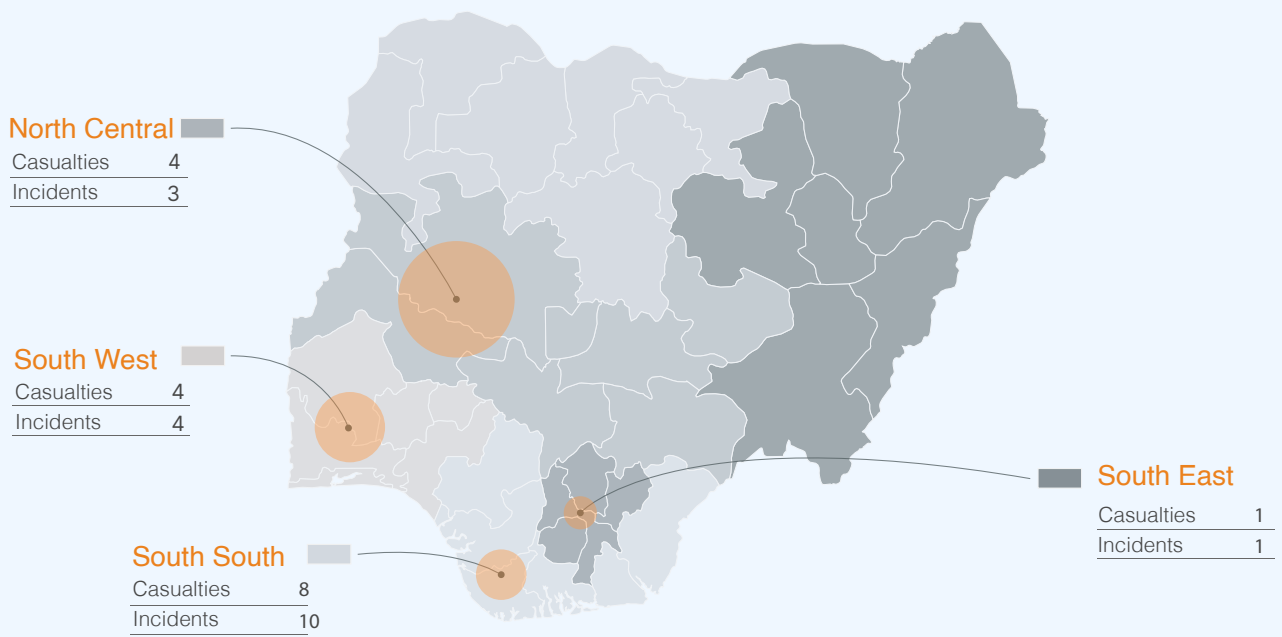 North Central
Casualties 4
Incidents 3
South West
Casualties 4
Incidents 4
South East
Casualties 1
Incidents 1
South South
Casualties 8
Incidents 10